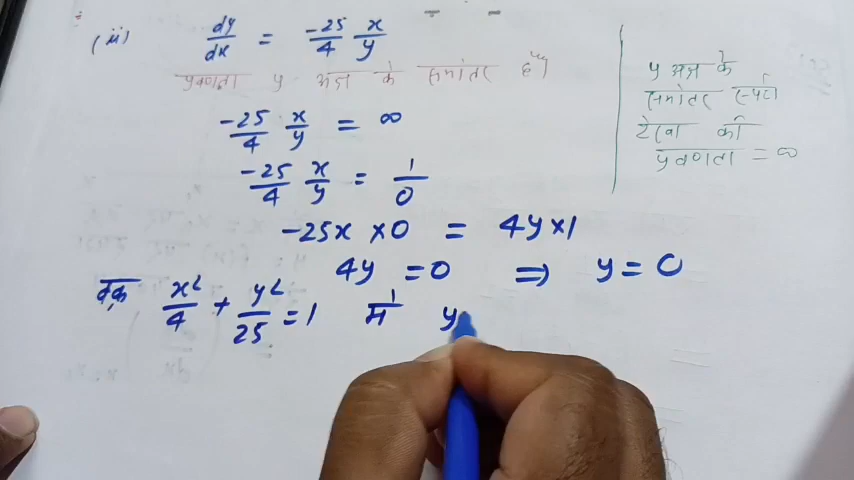 (ii) dy/dx = -25/4 x/y
प्रवणता y अक्ष के समांतर हेतु
-25/4 x/y = ∞
-25/4 x/y = 1/0
-25x × 0 = 4y × 1
4y = 0 ⇒ y = 0
वक्र x²/4 + y²/25 = 1 में y
y अक्ष के
समांतर स्पर्श
रेखा की
प्रवणता = ∞